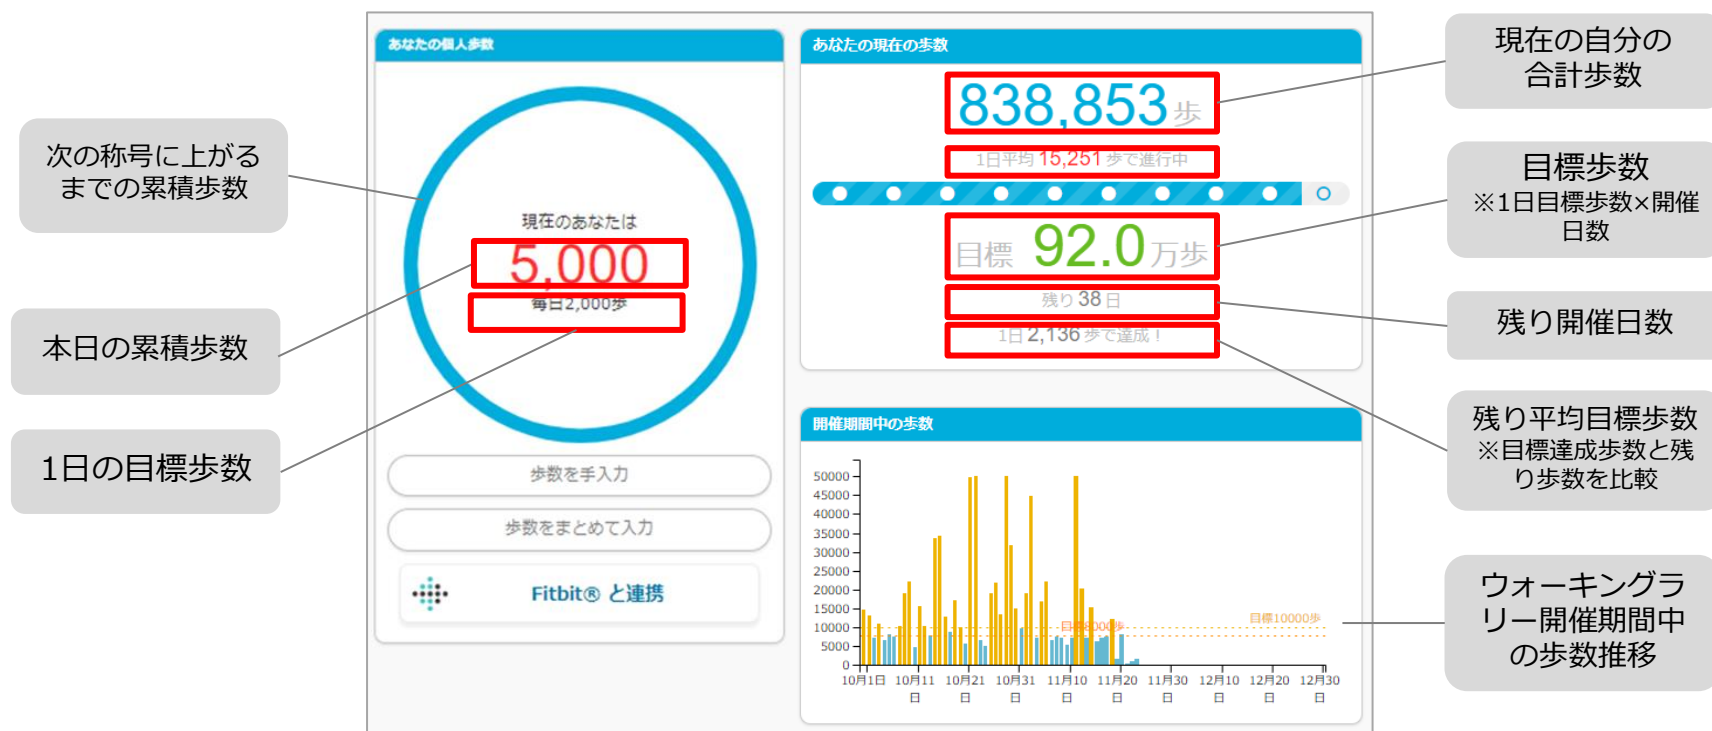 次の称号に上がる
までの累積歩数
本日の累積歩数
1日の目標歩数
あなたの個人歩数
現在のあなたは
5,000
毎日2,000歩
歩数を手入力
歩数をまとめて入力
Fitbit® と連携
あなたの現在の歩数
838,853 歩
1日平均 15,251 歩で進行中
目標 92.0 万歩
残り 38 日
1日 2,136 歩で達成！
開催期間中の歩数
50000
45000
40000
35000
30000
25000
20000
15000
10000
5000
0
目標10000歩
目標8000歩
10月1日 10月11日 10月21日 10月31日 11月10日 11月20日 11月30日 12月10日 12月20日 12月30日
現在の自分の
合計歩数
目標歩数
※1日目標歩数×開催
日数
残り開催日数
残り平均目標歩数
※目標達成歩数と残
り歩数を比較
ウォーキングラ
リー開催期間中
の歩数推移